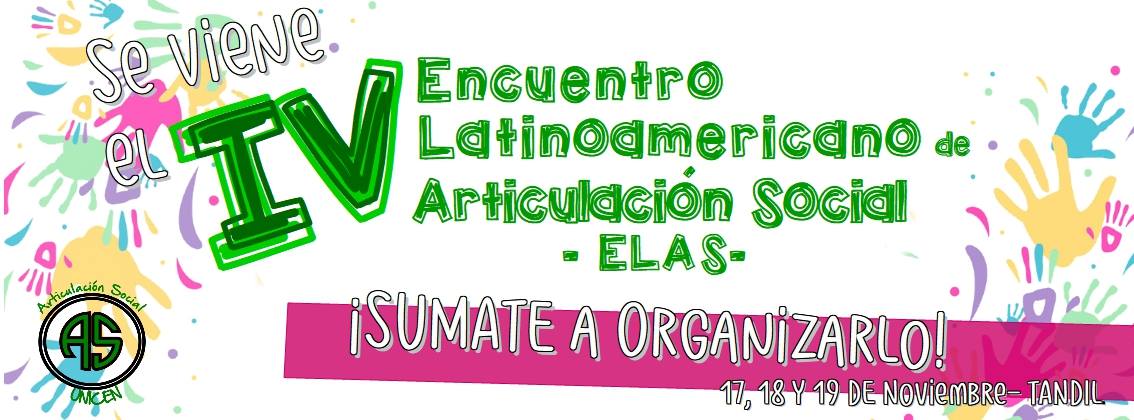 Se viene
el IV
Encuentro
Latinoamericano de
Articulación Social
- ELAS-
¡SUMATE A ORGANIZARLO!
17, 18 Y 19 DE Noviembre- TANDIL
Articulación Social
AS
UNICEN